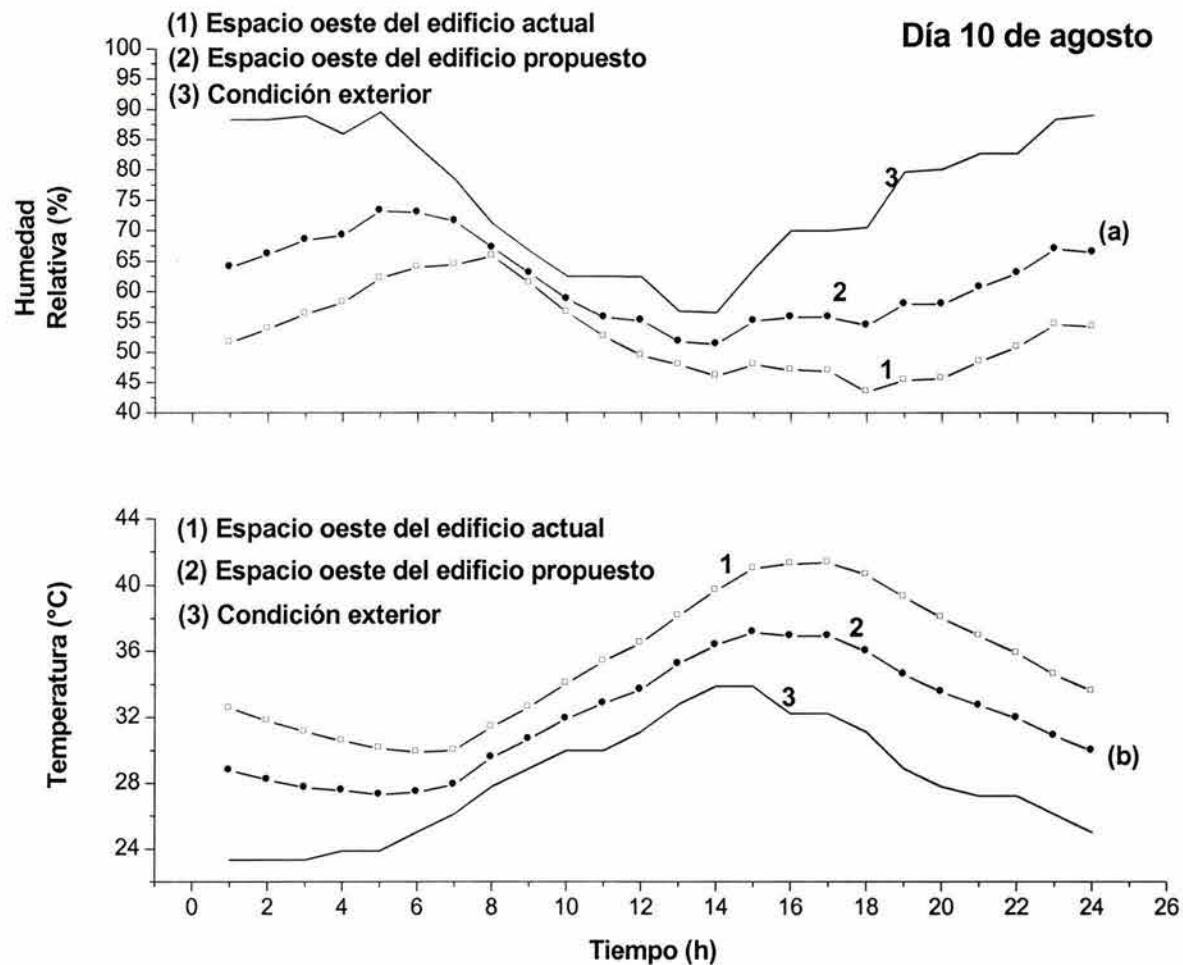 (1) Espacio oeste del edificio actual
Día 10 de agosto
(2) Espacio oeste del edificio propuesto
(3) Condición exterior
100
95
90
85
80
75
70
65
60
55
50
45
40
Humedad
Relativa (%)
3
(a)
2
1
(1) Espacio oeste del edificio actual
(2) Espacio oeste del edificio propuesto
(3) Condición exterior
44
40
36
32
28
24
Temperatura (°C)
1
2
3
(b)
0 2 4 6 8 10 12 14 16 18 20 22 24 26
Tiempo (h)